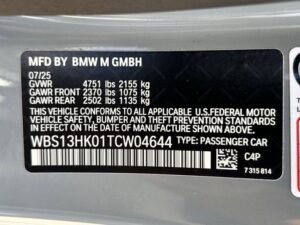 MFD BY BMW M GMBH
07/25
GVWR 4751 lbs 2155 kg
GAWR FRONT 2370 lbs 1075 kg
GAWR REAR 2502 lbs 1135 kg
THIS VEHICLE CONFORMS TO ALL APPLICABLE U.S.FEDERAL MOTOR
VEHICLE SAFETY, BUMPER AND THEFT PREVENTION STANDARDS IN
EFFECT ON THE DATE OF MANUFACTURE SHOWN ABOVE.
WBS13HK01TCW04644 TYPE: PASSENGER CAR
C4P
7 315 814